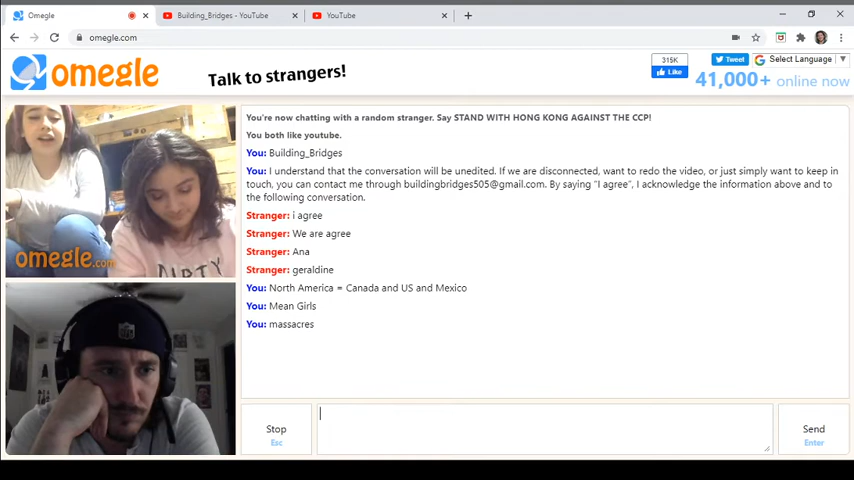 Omegle
Building_Bridges - YouTube
YouTube
omegle.com
omegle
Talk to strangers!
315K
Like
Tweet
G Select Language
41,000+ online now
You're now chatting with a random stranger. Say STAND WITH HONG KONG AGAINST THE CCP!
You both like youtube.
You: Building_Bridges
You: I understand that the conversation will be unedited. If we are disconnected, want to redo the video, or just simply want to keep in
touch, you can contact me through buildingbridges505@gmail.com. By saying "I agree", I acknowledge the information above and to
the following conversation.
Stranger: i agree
Stranger: We are agree
Stranger: Ana
Stranger: geraldine
You: North America = Canada and US and Mexico
You: Mean Girls
You: massacres
omegle.com
DIRTY
NFL
Stop
Esc
Send
Enter